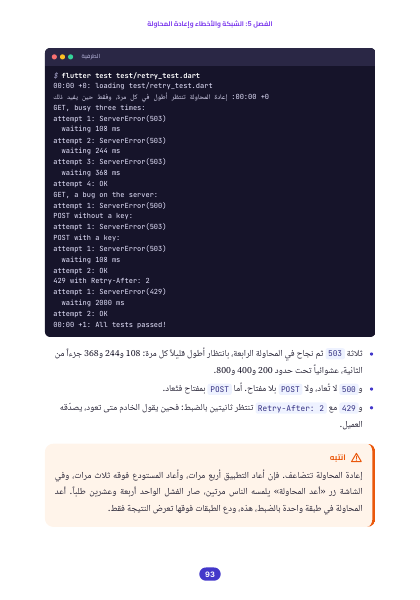 الفصل 5: الشبكة والأخطاء وإعادة المحاولة
الطرفية
$ flutter test test/retry_test.dart
00:00 +0: loading test/retry_test.dart
00:00 +0: إعادة المحاولة تنتظر أطول في كل مرة، وفقط حين يفيد ذلك
GET, busy three times:
attempt 1: ServerError(503)
waiting 108 ms
attempt 2: ServerError(503)
waiting 244 ms
attempt 3: ServerError(503)
waiting 368 ms
attempt 4: OK
GET, a bug on the server:
attempt 1: ServerError(500)
POST without a key:
attempt 1: ServerError(503)
POST with a key:
attempt 1: ServerError(503)
waiting 108 ms
attempt 2: OK
429 with Retry-After: 2
attempt 1: ServerError(429)
waiting 2000 ms
attempt 2: OK
00:00 +1: All tests passed!
• ثلاثة 503 ثم نجاح في المحاولة الرابعة، بانتظار أطول قليلاً كل مرة: 108 و244 و368 جزءاً من
الثانية، عشوائياً تحت حدود 200 و400 و800.
• و 500 لا تُعاد، ولا POST بلا مفتاح. أما POST بمفتاح فتُعاد.
• و 429 مع Retry-After: 2 تنتظر ثانيتين بالضبط: فحين يقول الخادم متى تعود، يصدّقه
العميل.
انتبه
إعادة المحاولة تتضاعف. فإن أعاد التطبيق أربع مرات، وأعاد المستودع فوقه ثلاث مرات، وفي
الشاشة زر «أعد المحاولة» يلمسه الناس مرتين، صار الفشل الواحد أربعة وعشرين طلباً. أعد
المحاولة في طبقة واحدة بالضبط، هذه، ودع الطبقات فوقها تعرض النتيجة فقط.
93